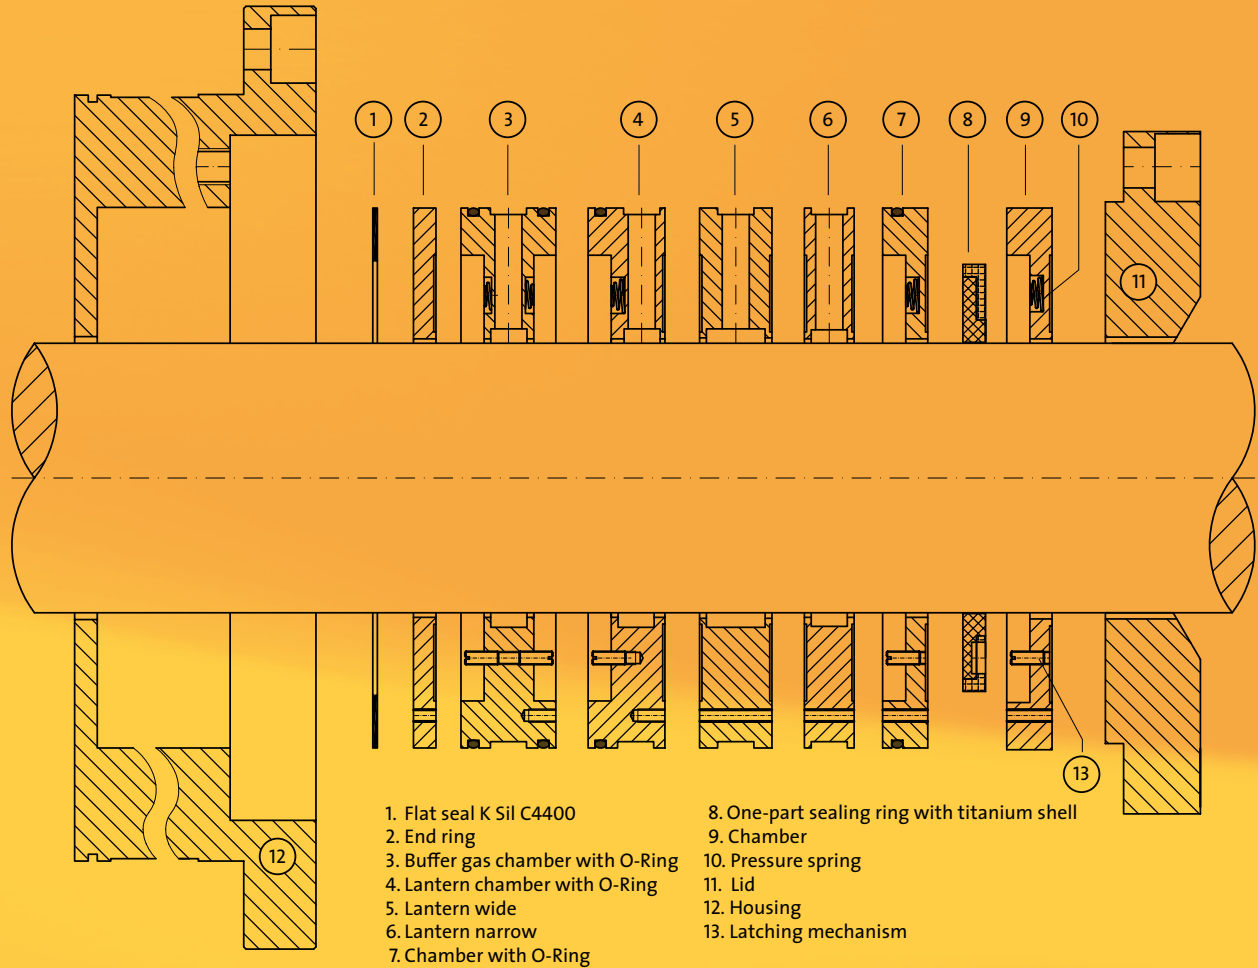 1 2 3 4 5 6 7 8 9 10
11
13
12
1. Flat seal K Sil C4400
2. End ring
3. Buffer gas chamber with O-Ring
4. Lantern chamber with O-Ring
5. Lantern wide
6. Lantern narrow
7. Chamber with O-Ring
8. One-part sealing ring with titanium shell
9. Chamber
10. Pressure spring
11. Lid
12. Housing
13. Latching mechanism